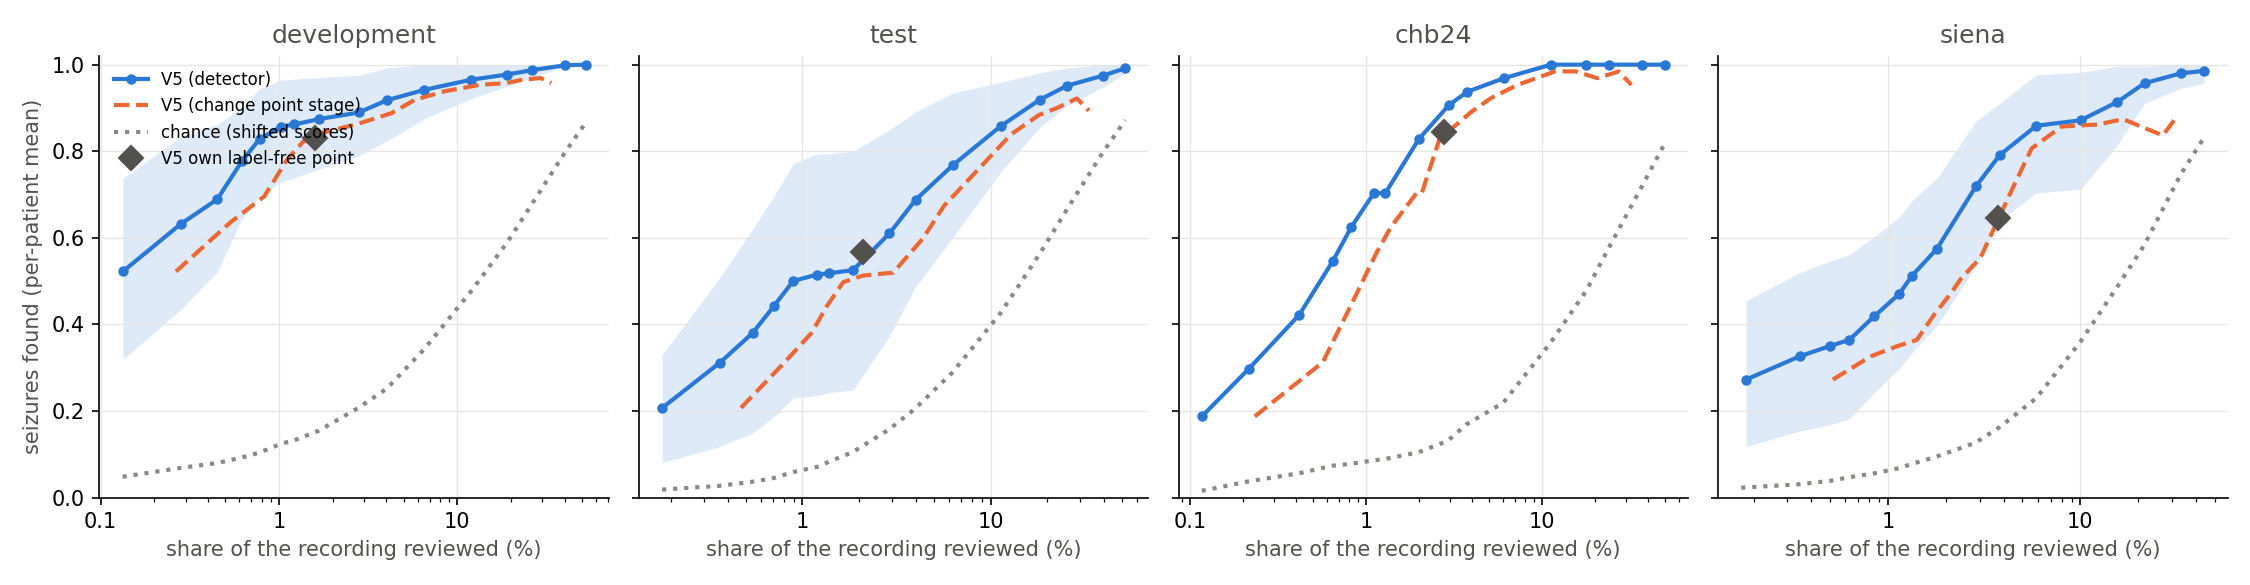 development
test
chb24
siena
seizures found (per-patient mean)
1.0
0.8
0.6
0.4
0.2
0.0
V5 (detector)
V5 (change point stage)
chance (shifted scores)
V5 own label-free point
0.1 1 10
1 10
0.1 1 10
1 10
share of the recording reviewed (%)
share of the recording reviewed (%)
share of the recording reviewed (%)
share of the recording reviewed (%)